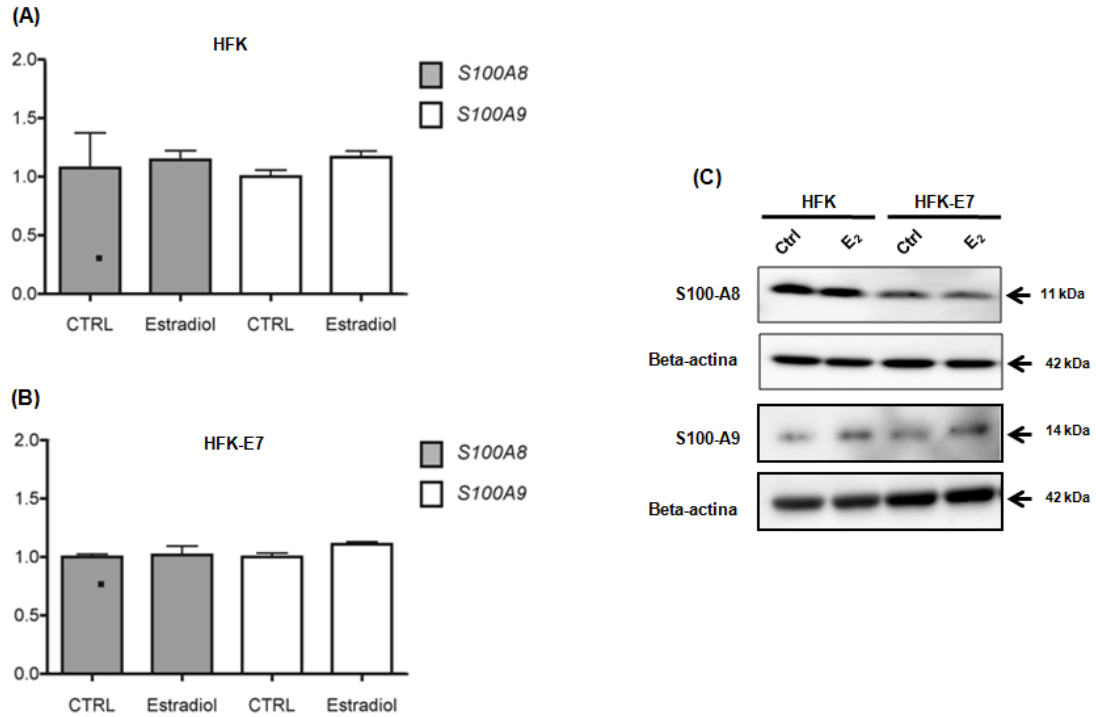 (A)
HFK
2.0
1.5
1.0
0.5
0.0
CTRL Estradiol CTRL Estradiol
S100A8
S100A9
(B)
HFK-E7
2.0
1.5
1.0
0.5
0.0
CTRL Estradiol CTRL Estradiol
S100A8
S100A9
(C)
HFK HFK-E7
Ctrl E₂ Ctrl E₂
S100-A8 11 kDa
Beta-actina 42 kDa
S100-A9 14 kDa
Beta-actina 42 kDa